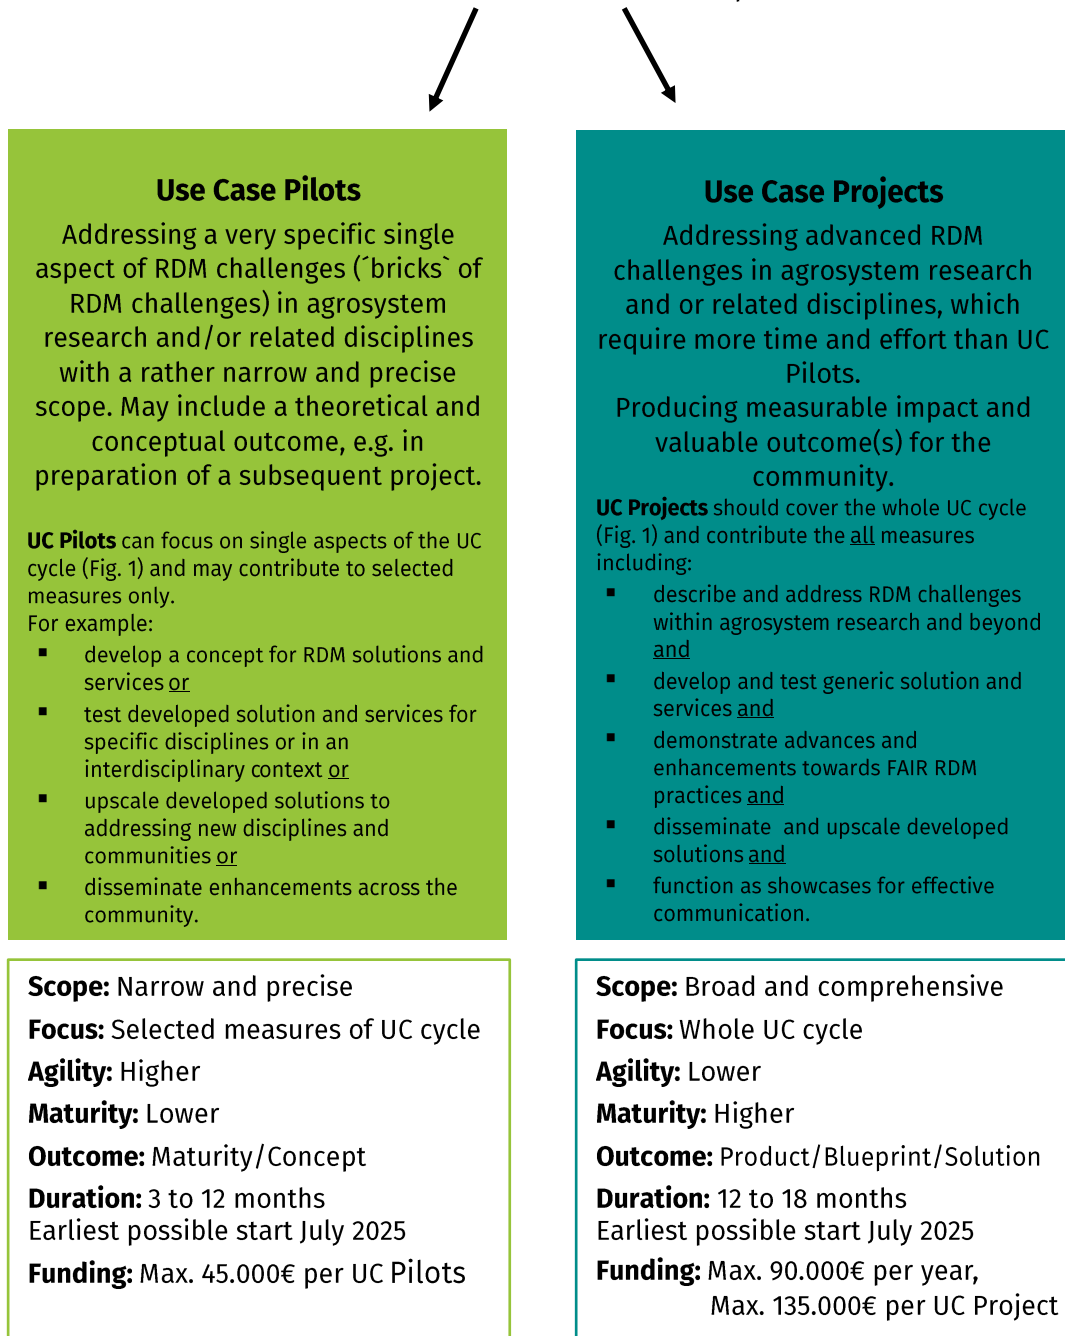 Use Case Pilots
Addressing a very specific single
aspect of RDM challenges (´bricks` of
RDM challenges) in agrosystem
research and/or related disciplines
with a rather narrow and precise
scope. May include a theoretical and
conceptual outcome, e.g. in
preparation of a subsequent project.
UC Pilots can focus on single aspects of the UC
cycle (Fig. 1) and may contribute to selected
measures only.
For example:
▪ develop a concept for RDM solutions and
services or
▪ test developed solution and services for
specific disciplines or in an
interdisciplinary context or
▪ upscale developed solutions to
addressing new disciplines and
communities or
▪ disseminate enhancements across the
community.
Scope: Narrow and precise
Focus: Selected measures of UC cycle
Agility: Higher
Maturity: Lower
Outcome: Maturity/Concept
Duration: 3 to 12 months
Earliest possible start July 2025
Funding: Max. 45.000€ per UC Pilots
Use Case Projects
Addressing advanced RDM
challenges in agrosystem research
and or related disciplines, which
require more time and effort than UC
Pilots.
Producing measurable impact and
valuable outcome(s) for the
community.
UC Projects should cover the whole UC cycle
(Fig. 1) and contribute the all measures
including:
▪ describe and address RDM challenges
within agrosystem research and beyond
and
▪ develop and test generic solution and
services and
▪ demonstrate advances and
enhancements towards FAIR RDM
practices and
▪ disseminate  and upscale developed
solutions and
▪ function as showcases for effective
communication.
Scope: Broad and comprehensive
Focus: Whole UC cycle
Agility: Lower
Maturity: Higher
Outcome: Product/Blueprint/Solution
Duration: 12 to 18 months
Earliest possible start July 2025
Funding: Max. 90.000€ per year,
Max. 135.000€ per UC Project